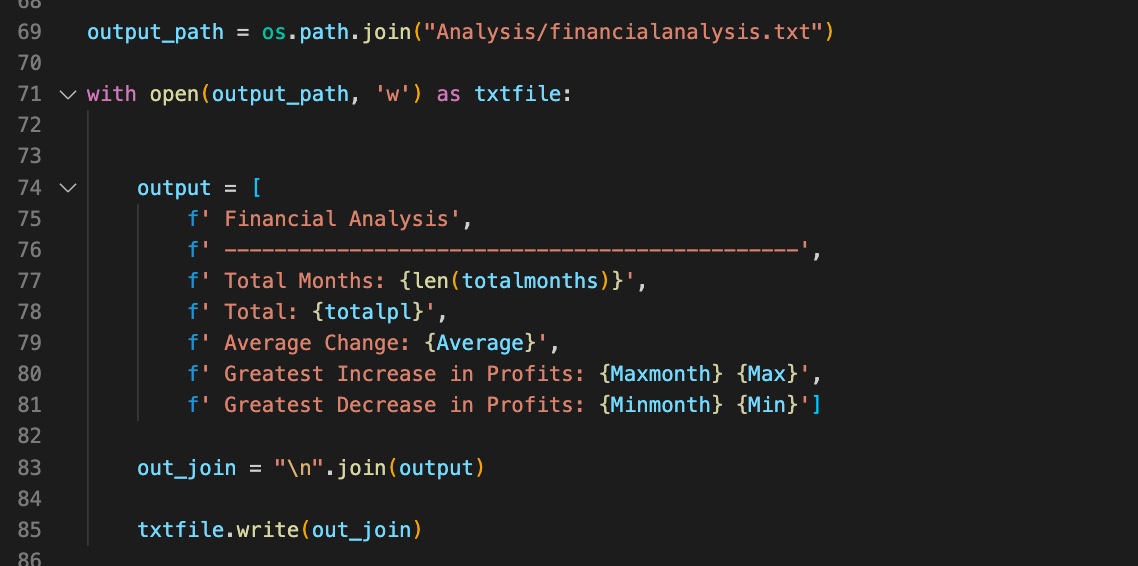 68
69 output_path = os.path.join("Analysis/financialanalysis.txt")
70
71 with open(output_path, 'w') as txtfile:
72
73
74 output = [
75 f' Financial Analysis',
76 f' ----------------------------------------------',
77 f' Total Months: {len(totalmonths)}',
78 f' Total: {totalpl}',
79 f' Average Change: {Average}',
80 f' Greatest Increase in Profits: {Maxmonth} {Max}',
81 f' Greatest Decrease in Profits: {Minmonth} {Min}']
82
83 out_join = "\n".join(output)
84
85 txtfile.write(out_join)
86